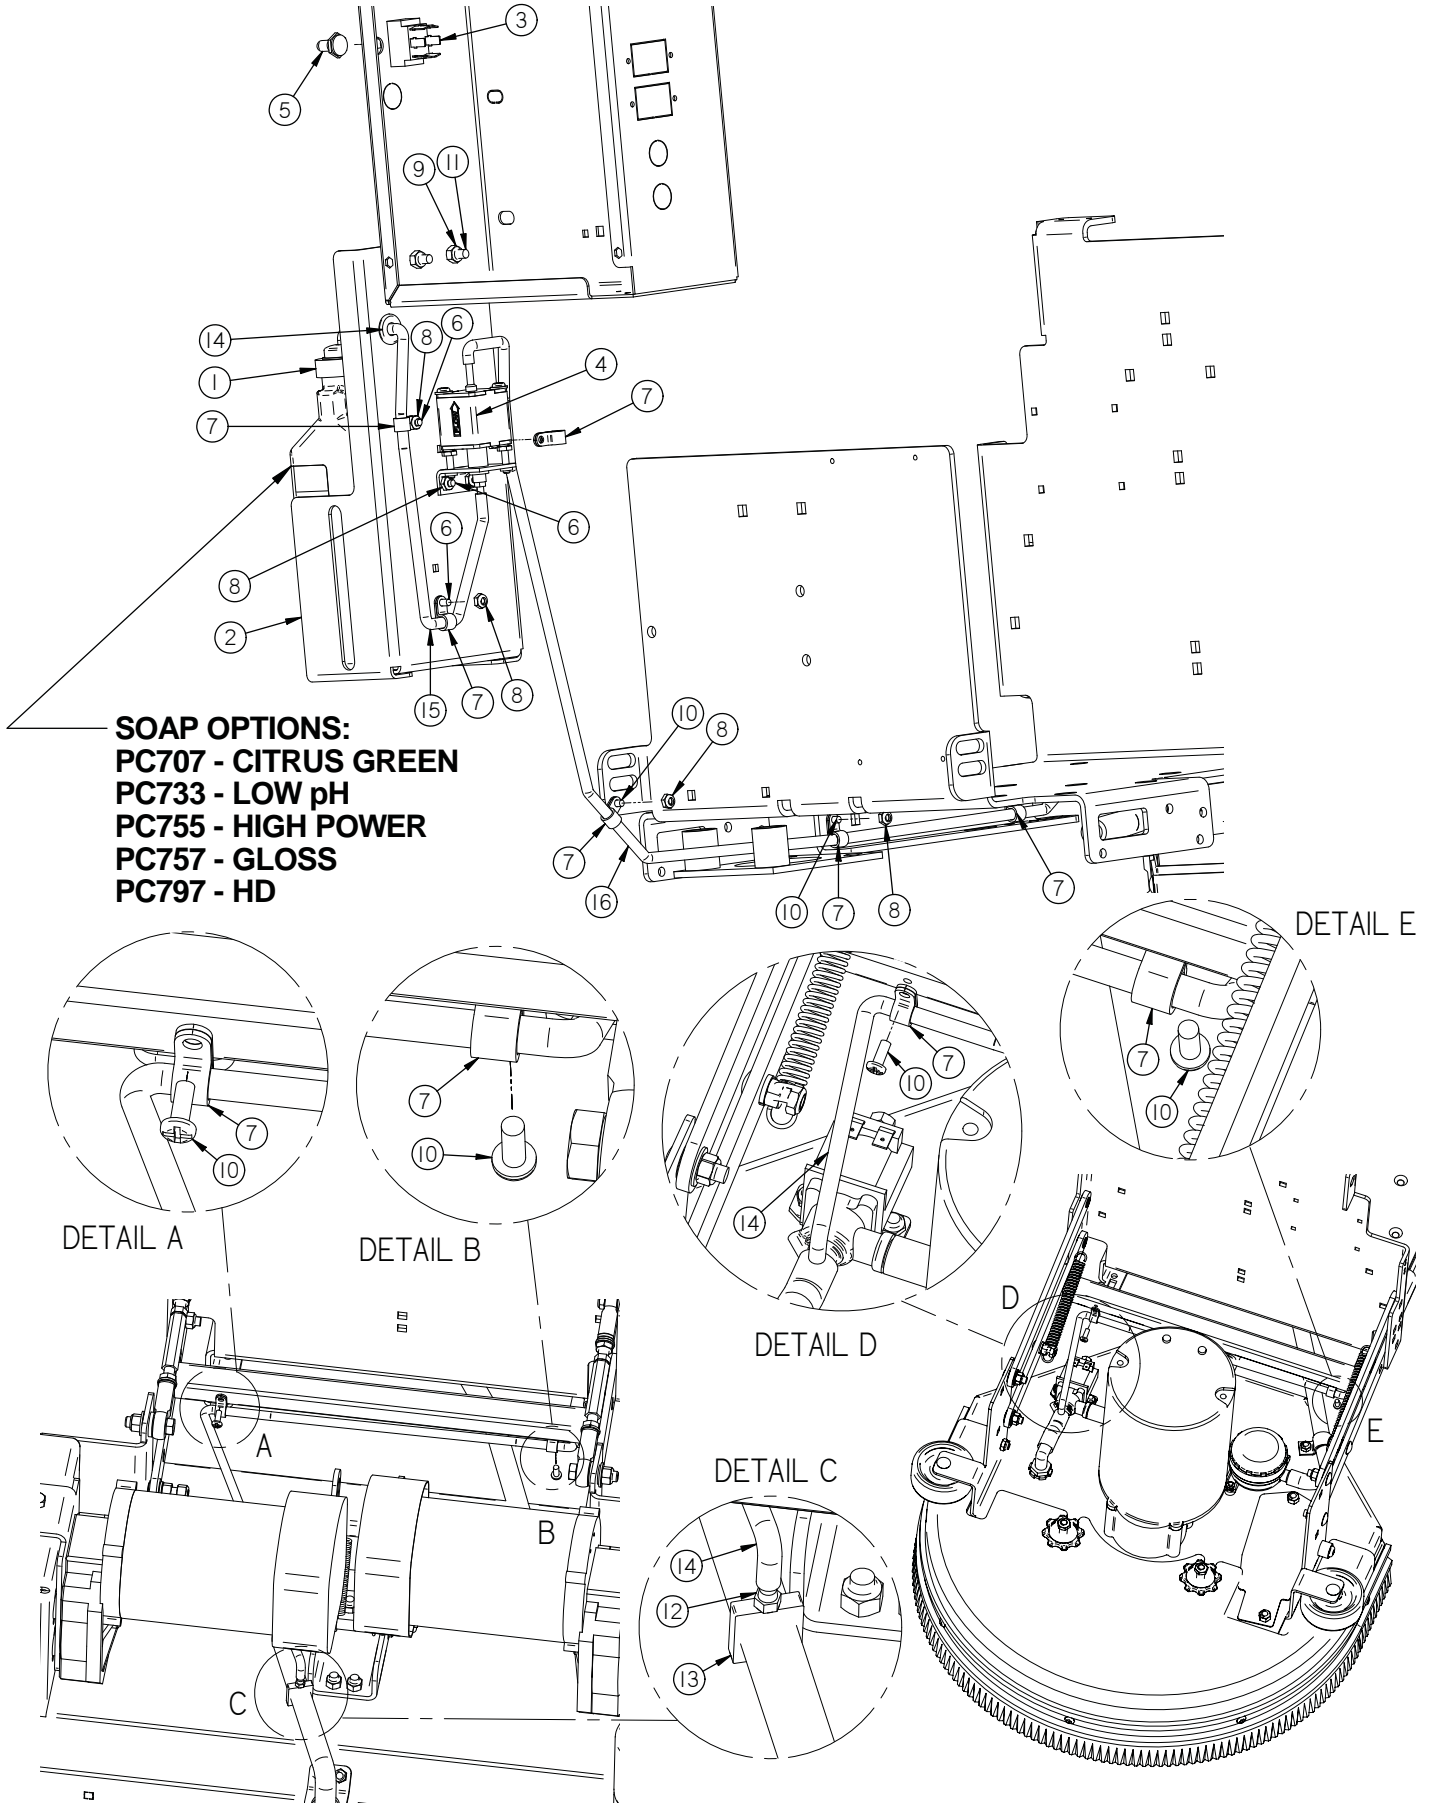 3
5
9
11
14
8
6
1
4
7
7
6
8
6
2
15
7
8
SOAP OPTIONS:
PC707 - CITRUS GREEN
PC733 - LOW pH
PC755 - HIGH POWER
PC757 - GLOSS
PC797 - HD
10
8
7
16
10
7
8
7
DETAIL E
7
10
7
10
DETAIL A
7
10
DETAIL B
7
10
14
DETAIL D
D
E
A
B
C
DETAIL C
14
12
13